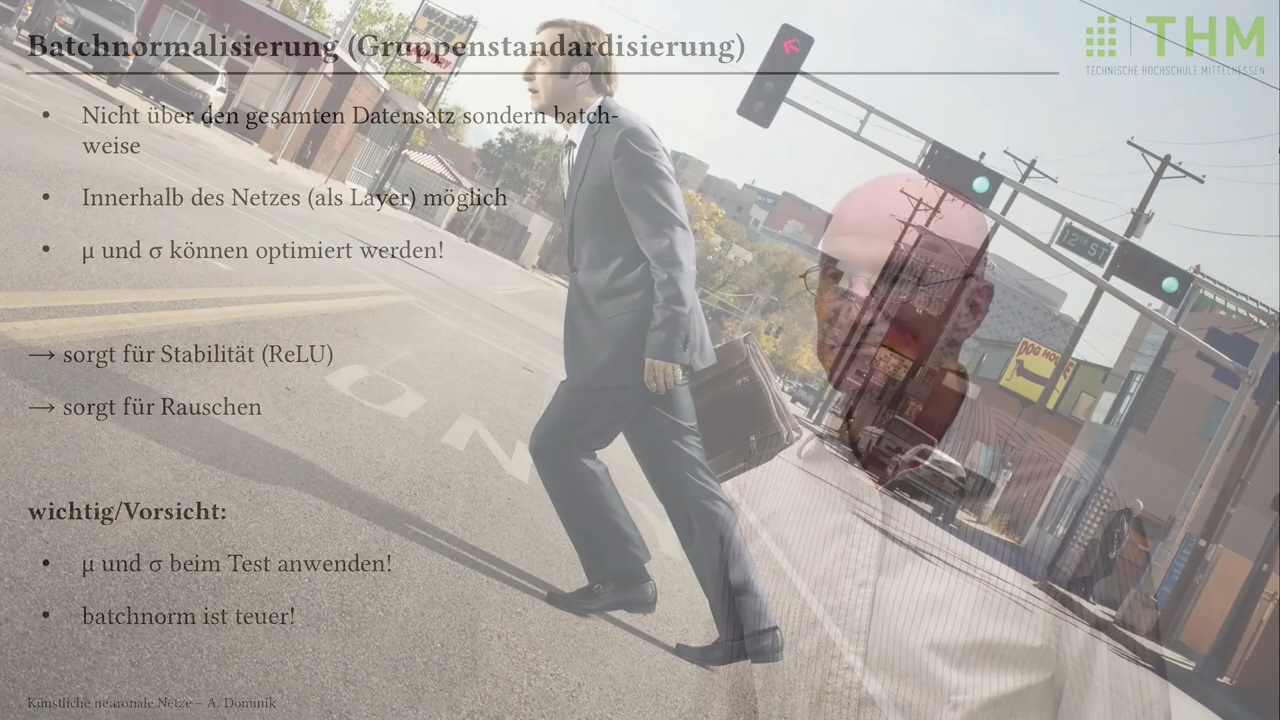 Batchnormalisierung (Gruppenstandardisierung)
THM
TECHNISCHE HOCHSCHULE MITTELHESSEN
• Nicht über den gesamten Datensatz sondern batch-
weise
• Innerhalb des Netzes (als Layer) möglich
• μ und σ können optimiert werden!
→ sorgt für Stabilität (ReLU)
→ sorgt für Rauschen
wichtig/Vorsicht:
• μ und σ beim Test anwenden!
• batchnorm ist teuer!
Künstliche neuronale Netze – A. Dominik
12TH ST
DOG HOUSE
ON